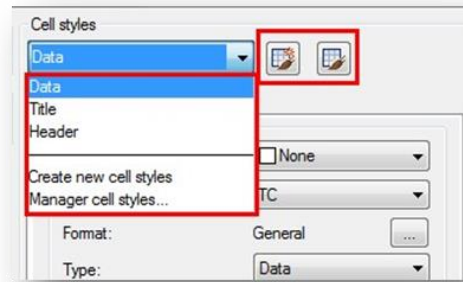 Cell styles
Data
Data
Title
Header
Create new cell styles
Manager cell styles...
None
TC
Format: General ...
Type: Data